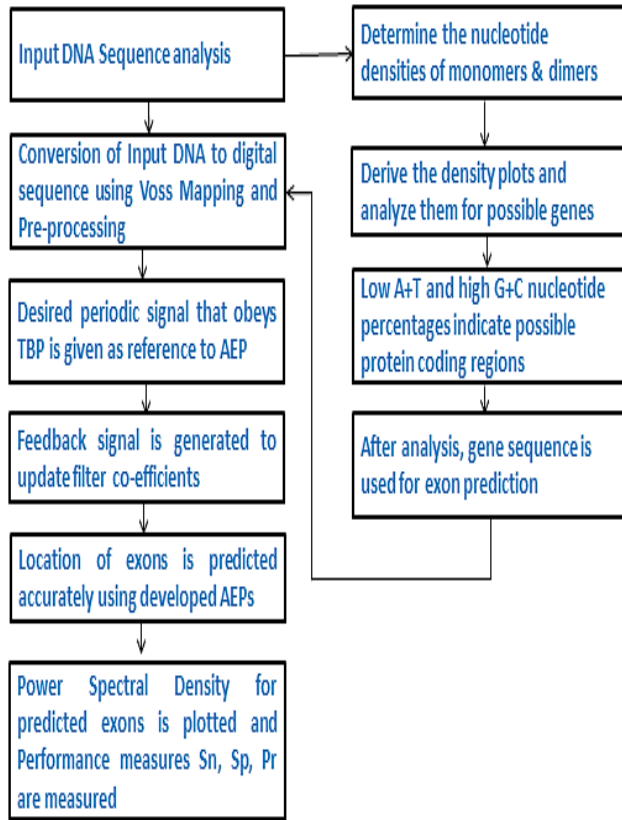 Input DNA Sequence analysis
Conversion of Input DNA to digital
sequence using Voss Mapping and
Pre-processing
Desired periodic signal that obeys
TBP is given as reference to AEP
Feedback signal is generated to
update filter co-efficients
Location of exons is predicted
accurately using developed AEPs
Power Spectral Density for
predicted exons is plotted and
Performance measures Sn, Sp, Pr
are measured
Determine the nucleotide
densities of monomers & dimers
Derive the density plots and
analyze them for possible genes
Low A+T and high G+C nucleotide
percentages indicate possible
protein coding regions
After analysis, gene sequence is
used for exon prediction